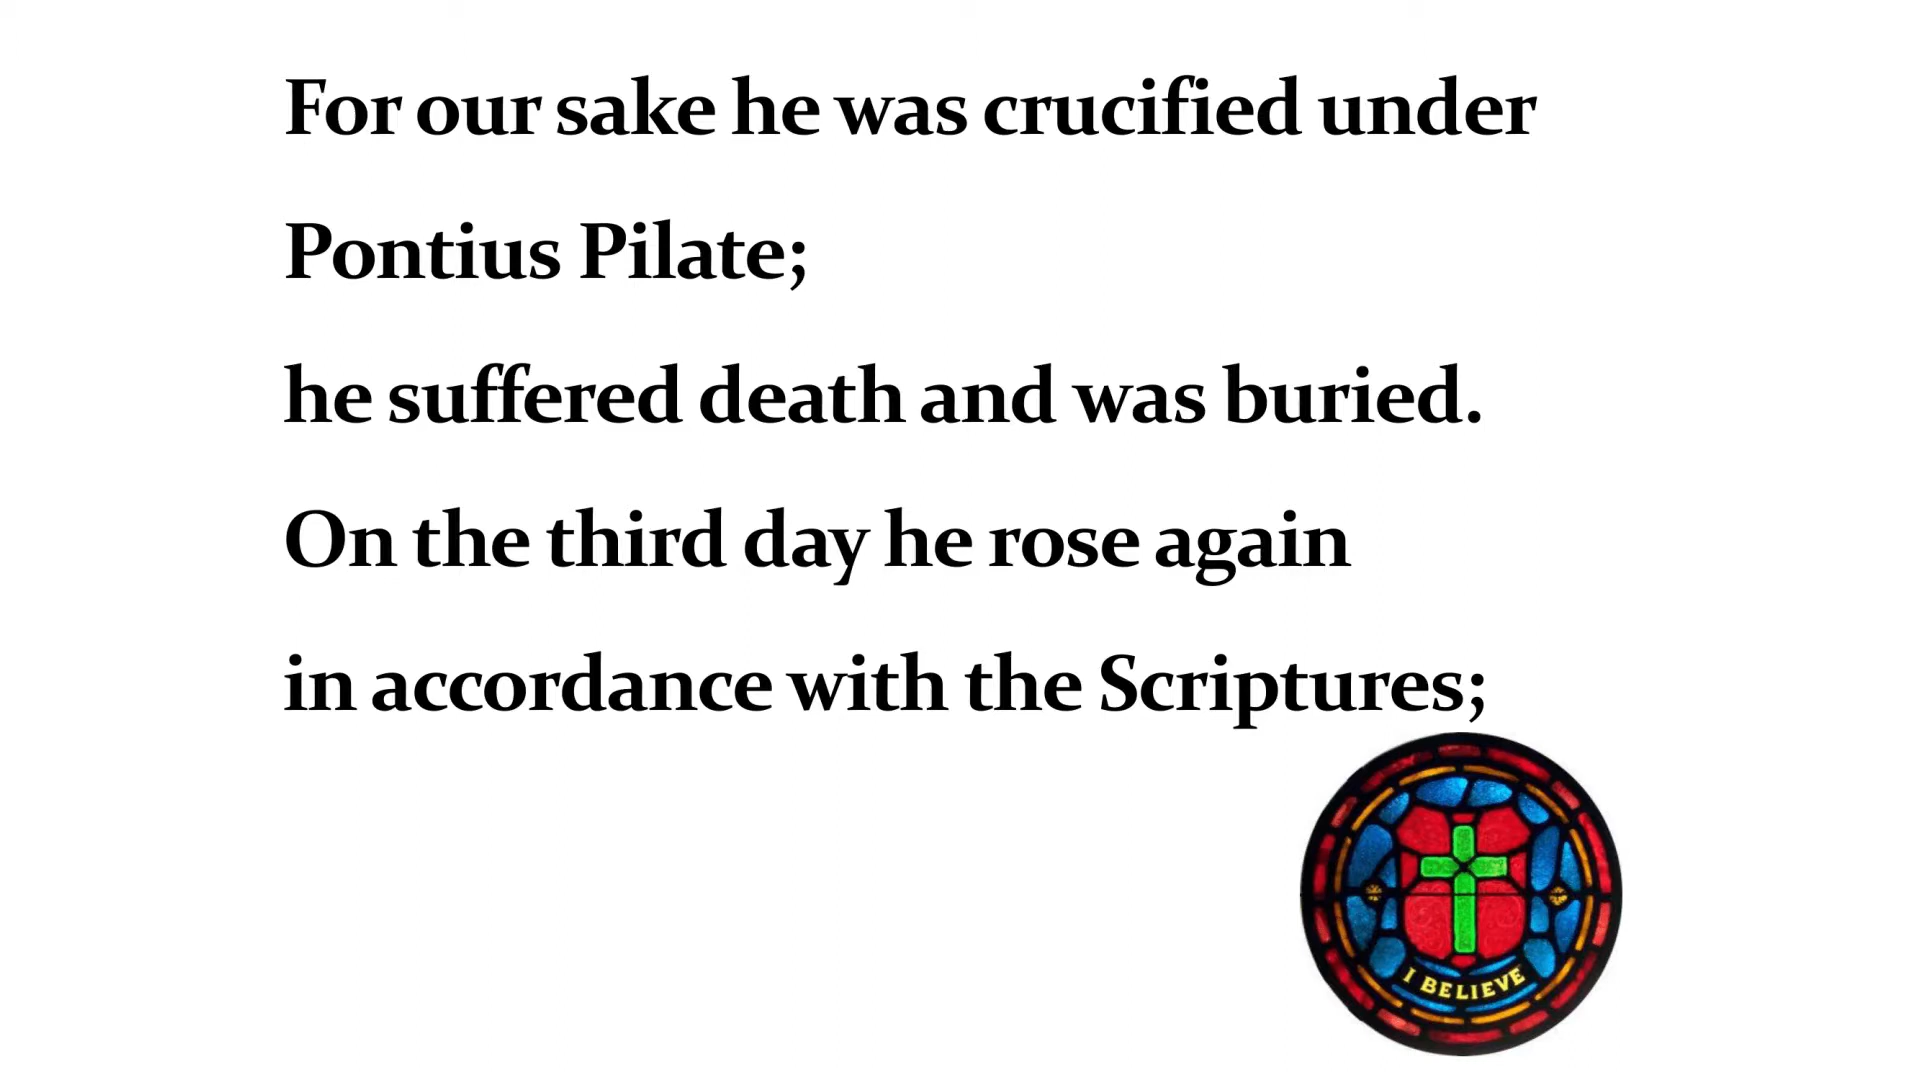 For our sake he was crucified under
Pontius Pilate;
he suffered death and was buried.
On the third day he rose again
in accordance with the Scriptures;
I BELIEVE